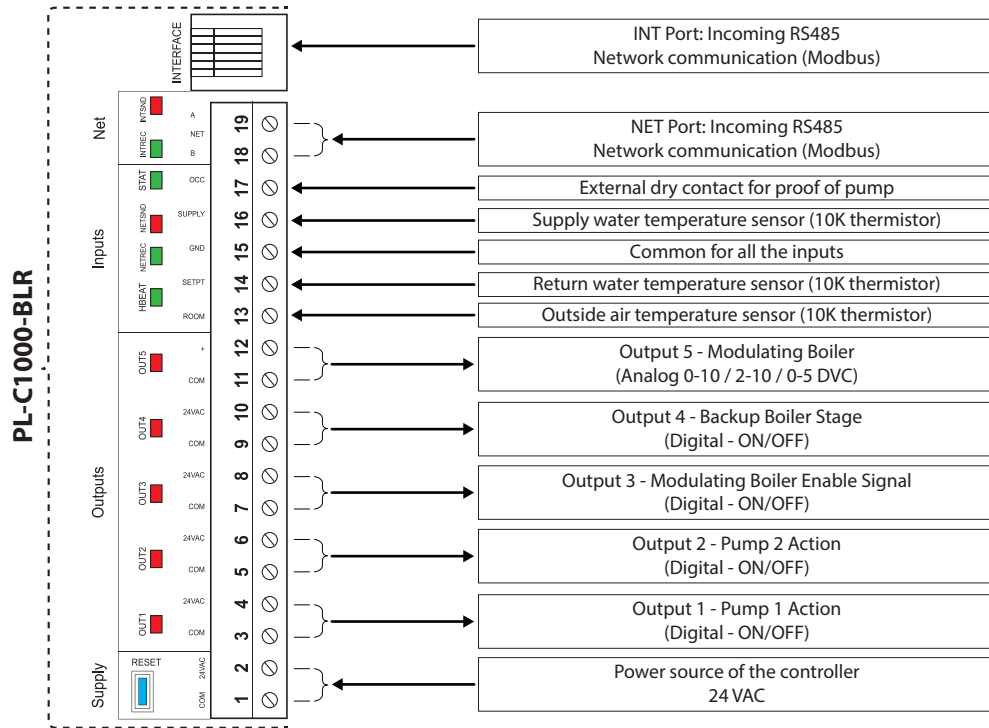 PL-C1000-BLR
INTERFACE
INT Port: Incoming RS485
Network communication (Modbus)
Net
INTSND
INTREC
A
NET
B
19
18
NET Port: Incoming RS485
Network communication (Modbus)
Inputs
STAT
NETSND
NETREC
HBEAT
OCC
17
External dry contact for proof of pump
SUPPLY
16
Supply water temperature sensor (10K thermistor)
GND
15
Common for all the inputs
SETPT
14
Return water temperature sensor (10K thermistor)
ROOM
13
Outside air temperature sensor (10K thermistor)
Outputs
OUT5
+
COM
12
11
Output 5 - Modulating Boiler
(Analog 0-10 / 2-10 / 0-5 DVC)
OUT4
24VAC
COM
10
9
Output 4 - Backup Boiler Stage
(Digital - ON/OFF)
OUT3
24VAC
COM
8
7
Output 3 - Modulating Boiler Enable Signal
(Digital - ON/OFF)
OUT2
24VAC
COM
6
5
Output 2 - Pump 2 Action
(Digital - ON/OFF)
OUT1
24VAC
COM
4
3
Output 1 - Pump 1 Action
(Digital - ON/OFF)
Supply
RESET
24VAC
COM
2
1
Power source of the controller
24 VAC